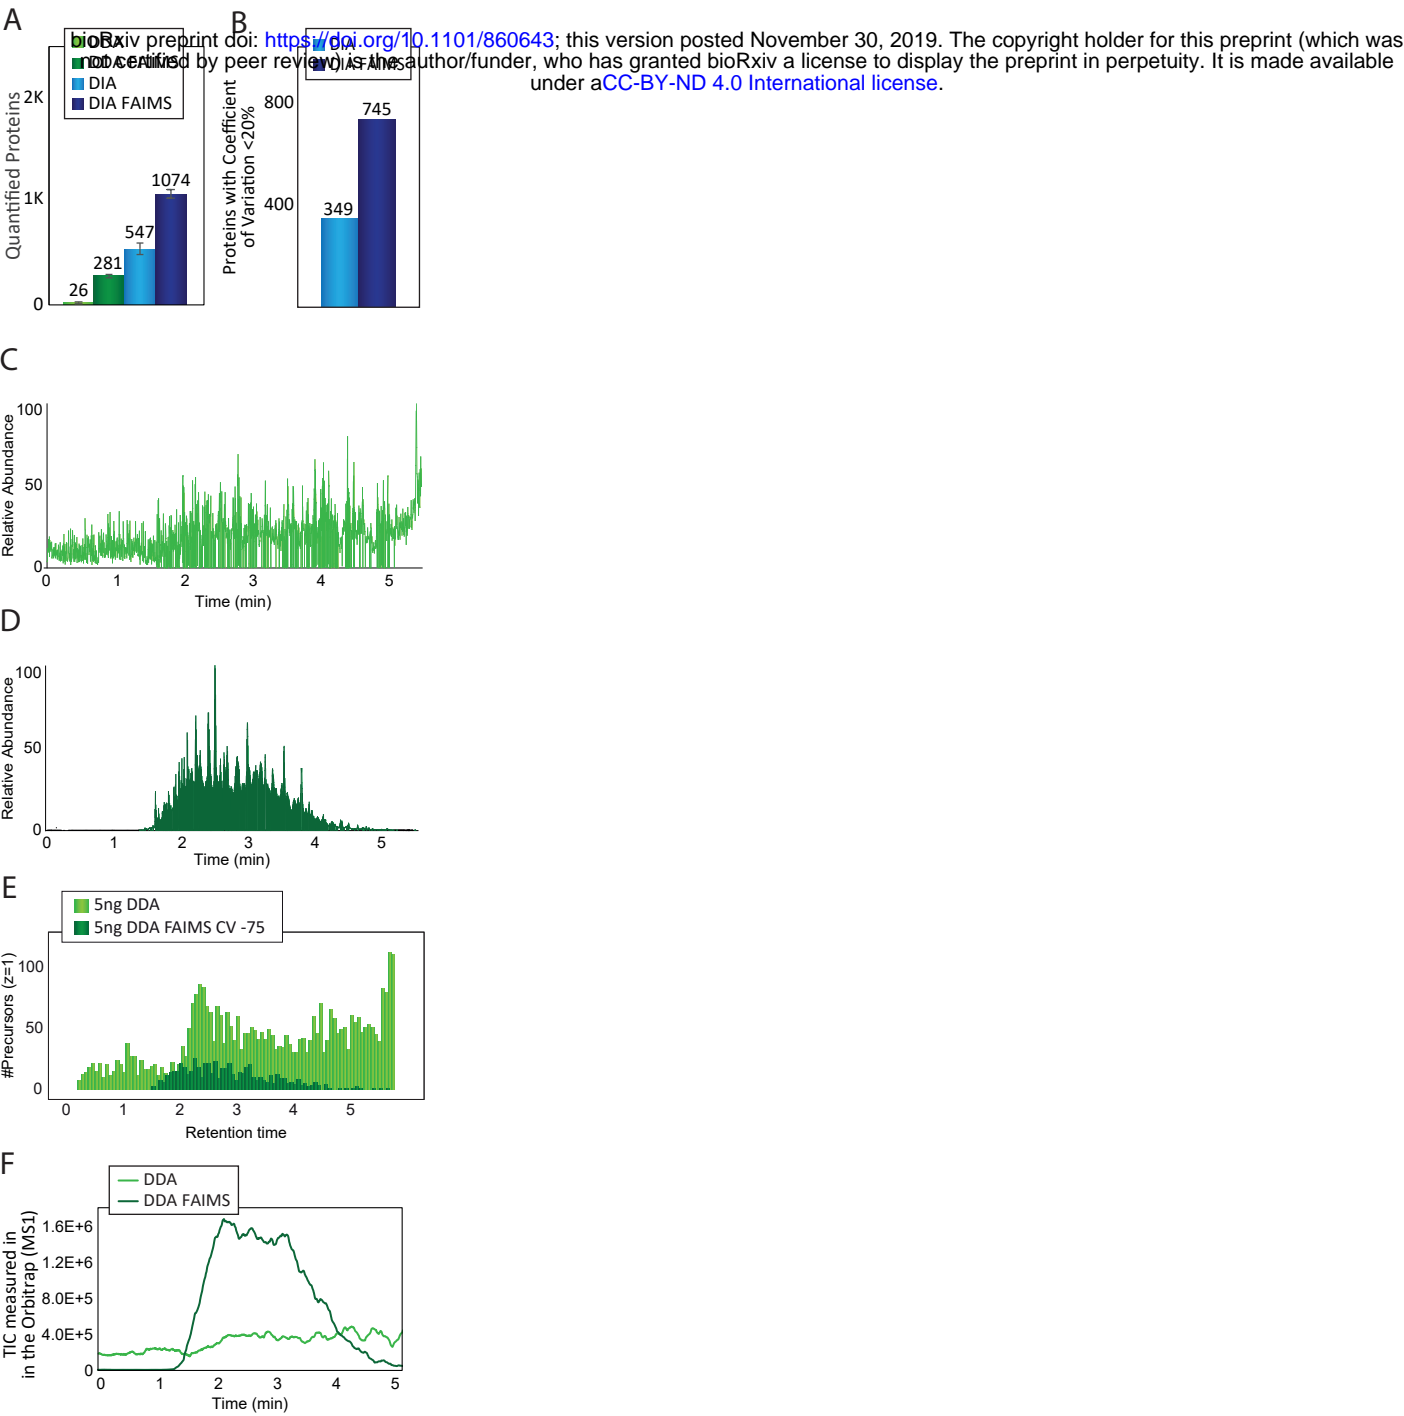 A
B
bioRxiv preprint doi: https://doi.org/10.1101/860643; this version posted November 30, 2019. The copyright holder for this preprint (which was
not certified by peer review) is the author/funder, who has granted bioRxiv a license to display the preprint in perpetuity. It is made available
under aCC-BY-ND 4.0 International license.
DDA
DDA FAIMS
DIA
DIA FAIMS
Quantified Proteins
2K
1K
0
26
281
547
1074
DIA
DIA FAIMS
Proteins with Coefficient
of Variation <20%
800
400
349
745
C
Relative Abundance
100
50
0
0 1 2 3 4 5
Time (min)
D
Relative Abundance
100
50
0
0 1 2 3 4 5
Time (min)
E
5ng DDA
5ng DDA FAIMS CV -75
#Precursors (z=1)
100
50
0
0 1 2 3 4 5
Retention time
F
DDA
DDA FAIMS
TIC measured in
in the Orbitrap (MS1)
1.6E+6
1.2E+6
8.0E+5
4.0E+5
0
0 1 2 3 4 5
Time (min)